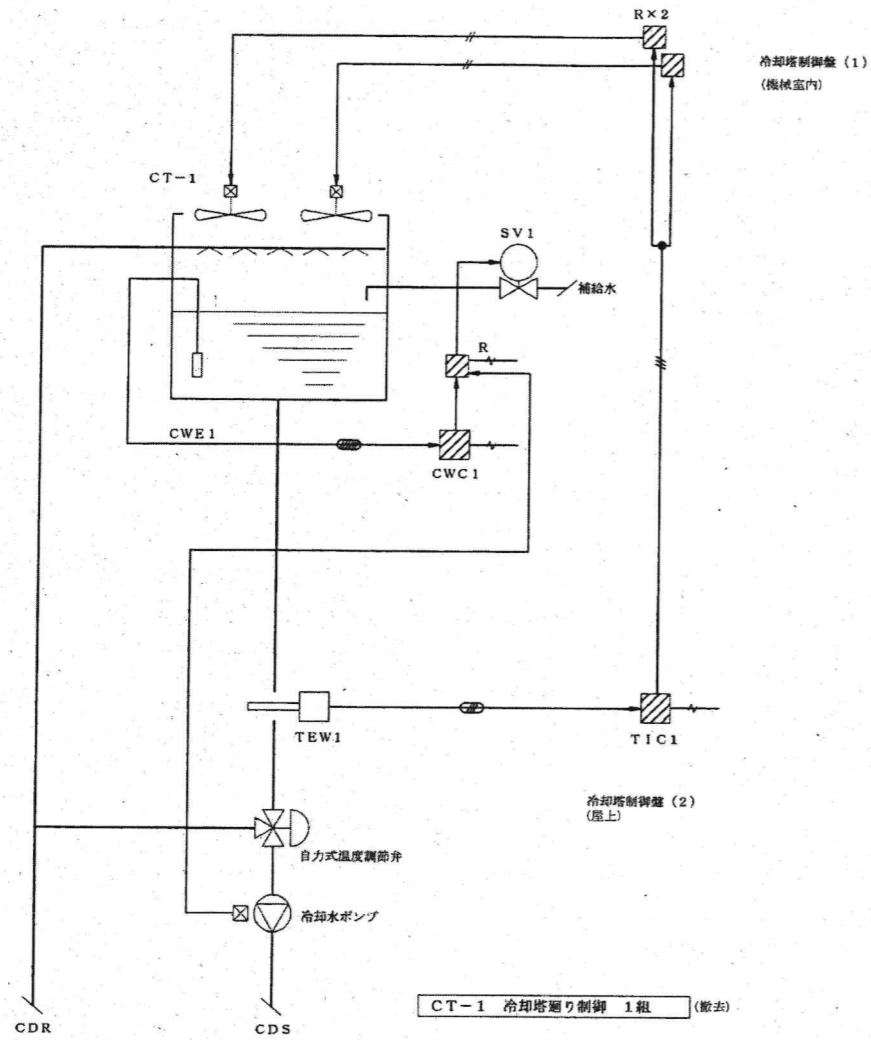 R×2
冷却塔制御盤(1)
(機械室内)
CT-1
SV1
補給水
R
CWE1
CWC1
TEW1
TIC1
冷却塔制御盤(2)
(屋上)
自力式温度調節弁
冷却水ポンプ
CT-1 冷却塔廻り制御 1組 (撤去)
CDR
CDS